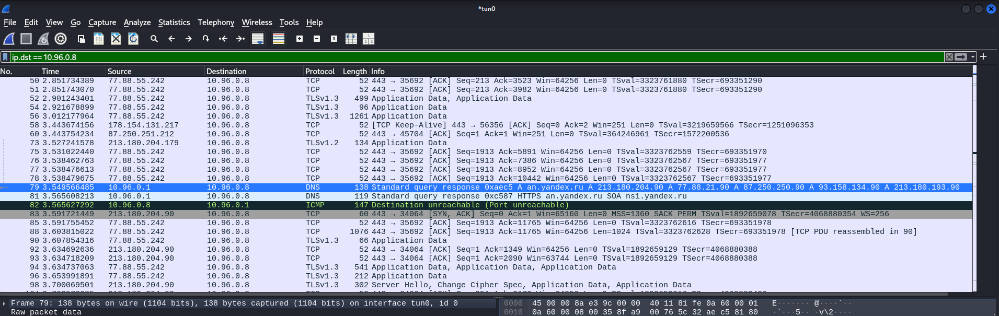 *tun0
File Edit View Go Capture Analyze Statistics Telephony Wireless Tools Help
ip.dst == 10.96.0.8
No. Time Source Destination Protocol Length Info
50 2.851734389 77.88.55.242 10.96.0.8 TCP 52 443 → 35692 [ACK] Seq=213 Ack=3523 Win=64256 Len=0 TSval=3323761880 TSecr=693351290
51 2.851743070 77.88.55.242 10.96.0.8 TCP 52 443 → 35692 [ACK] Seq=213 Ack=3982 Win=64256 Len=0 TSval=3323761880 TSecr=693351290
52 2.901243401 77.88.55.242 10.96.0.8 TLSv1.3 499 Application Data, Application Data
54 2.921678899 77.88.55.242 10.96.0.8 TLSv1.3 96 Application Data
56 3.012177964 77.88.55.242 10.96.0.8 TLSv1.3 1261 Application Data
58 3.443674156 178.154.131.217 10.96.0.8 TCP 52 [TCP Keep-Alive] 443 → 56356 [ACK] Seq=0 Ack=2 Win=251 Len=0 TSval=3219659566 TSecr=1251096353
60 3.443754234 87.250.251.212 10.96.0.8 TCP 52 443 → 45704 [ACK] Seq=1 Ack=1 Win=251 Len=0 TSval=364246961 TSecr=1572200536
73 3.527241578 213.180.204.179 10.96.0.8 TLSv1.2 134 Application Data
75 3.531022440 77.88.55.242 10.96.0.8 TCP 52 443 → 35692 [ACK] Seq=1913 Ack=5891 Win=64256 Len=0 TSval=3323762559 TSecr=693351970
76 3.538462763 77.88.55.242 10.96.0.8 TCP 52 443 → 35692 [ACK] Seq=1913 Ack=7386 Win=64256 Len=0 TSval=3323762567 TSecr=693351977
77 3.538476613 77.88.55.242 10.96.0.8 TCP 52 443 → 35692 [ACK] Seq=1913 Ack=8952 Win=64256 Len=0 TSval=3323762567 TSecr=693351977
78 3.538479675 77.88.55.242 10.96.0.8 TCP 52 443 → 35692 [ACK] Seq=1913 Ack=10442 Win=64256 Len=0 TSval=3323762567 TSecr=693351977
79 3.549566485 10.96.0.1 10.96.0.8 DNS 138 Standard query response 0xaec5 A an.yandex.ru A 213.180.204.90 A 77.88.21.90 A 87.250.250.90 A 93.158.134.90 A 213.180.193.90
81 3.565608213 10.96.0.1 10.96.0.8 DNS 119 Standard query response 0xc587 HTTPS an.yandex.ru SOA ns1.yandex.ru
82 3.565627292 10.96.0.8 10.96.0.1 ICMP 147 Destination unreachable (Port unreachable)
83 3.591721449 213.180.204.90 10.96.0.8 TCP 60 443 → 34064 [SYN, ACK] Seq=0 Ack=1 Win=65160 Len=0 MSS=1360 SACK_PERM TSval=1892659078 TSecr=4068880354 WS=256
85 3.591755452 77.88.55.242 10.96.0.8 TCP 52 443 → 35692 [ACK] Seq=1913 Ack=11765 Win=64256 Len=0 TSval=3323762616 TSecr=693351978
88 3.603815022 77.88.55.242 10.96.0.8 TCP 1076 443 → 35692 [ACK] Seq=1913 Ack=11765 Win=64256 Len=1024 TSval=3323762628 TSecr=693351978 [TCP PDU reassembled in 90]
90 3.607854316 77.88.55.242 10.96.0.8 TLSv1.3 66 Application Data
92 3.634692636 213.180.204.90 10.96.0.8 TCP 52 443 → 34064 [ACK] Seq=1 Ack=1349 Win=64256 Len=0 TSval=1892659129 TSecr=4068880388
93 3.634718209 213.180.204.90 10.96.0.8 TCP 52 443 → 34064 [ACK] Seq=1 Ack=2090 Win=63744 Len=0 TSval=1892659129 TSecr=4068880388
94 3.634737063 77.88.55.242 10.96.0.8 TLSv1.3 541 Application Data, Application Data, Application Data
96 3.653991891 77.88.55.242 10.96.0.8 TLSv1.3 212 Application Data
98 3.700069501 213.180.204.90 10.96.0.8 TLSv1.3 302 Server Hello, Change Cipher Spec, Application Data, Application Data
Frame 79: 138 bytes on wire (1104 bits), 138 bytes captured (1104 bits) on interface tun0, id 0
Raw packet data
0000 45 00 00 8a e3 9c 00 00 40 11 81 fe 0a 60 00 01 E······· @····`··
0010 0a 60 00 08 00 35 8f a9 00 76 5c 32 ae c5 81 80 ·`···5·· ·v\2····